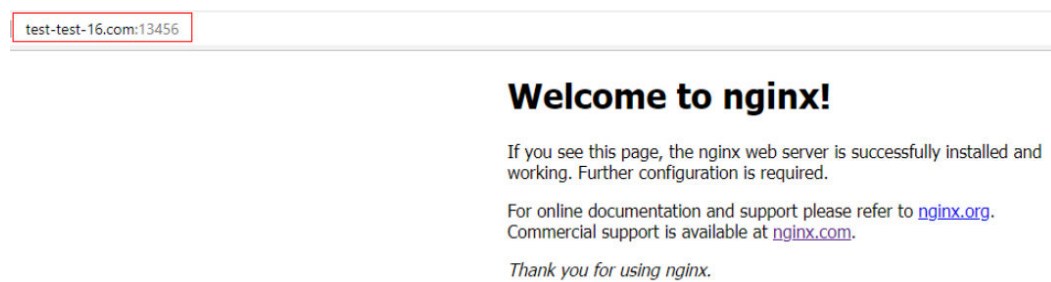 test-test-16.com:13456
Welcome to nginx!
If you see this page, the nginx web server is successfully installed and
working. Further configuration is required.
For online documentation and support please refer to nginx.org.
Commercial support is available at nginx.com.
Thank you for using nginx.